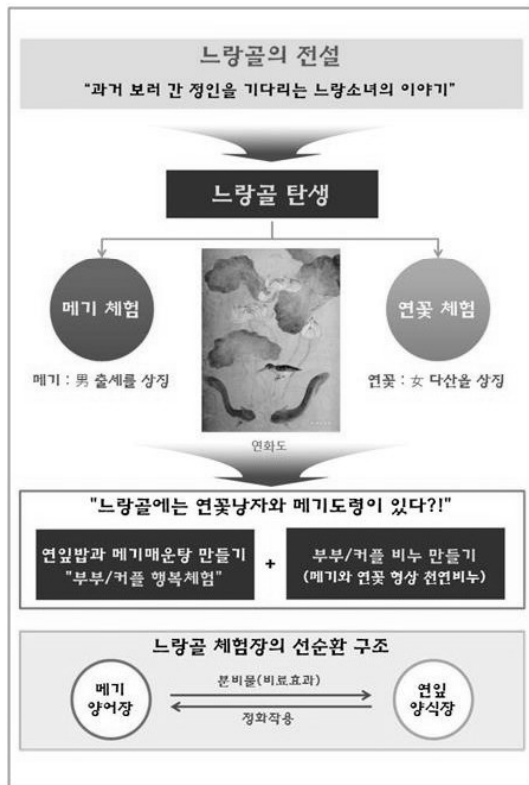 느랑골의 전설
“과거 보러 간 정인을 기다리는 느랑소녀의 이야기”
느랑골 탄생
메기 체험
연꽃 체험
메기 : 男 출세를 상징
연꽃 : 女 다산을 상징
연화도
"느랑골에는 연꽃낭자와 메기도령이 있다?!"
연잎밥과 메기매운탕 만들기
"부부/커플 행복체험"
+
부부/커플 비누 만들기
(메기와 연꽃 형상 천연비누)
느랑골 체험장의 선순환 구조
메기
양어장
분비물(비료효과)
정화작용
연잎
양식장